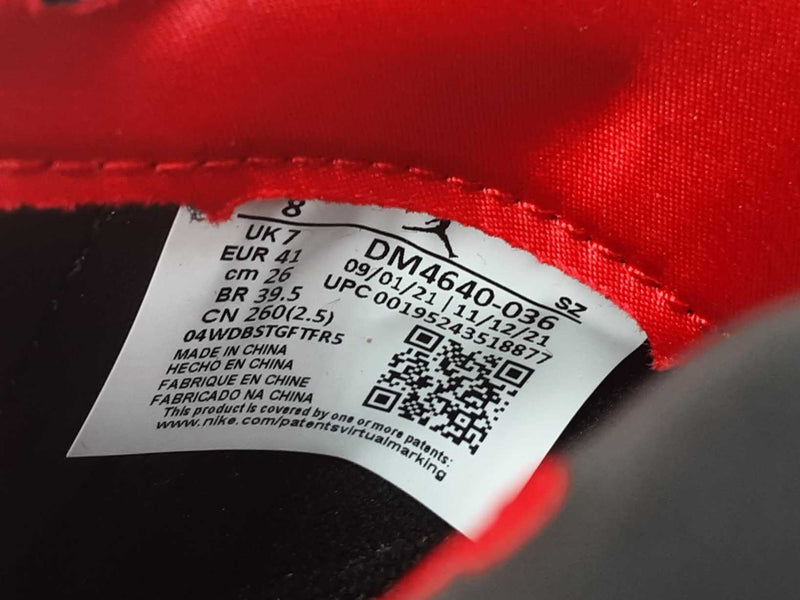 8
UK 7
EUR 41
cm 26
BR 39.5
CN 260(2.5)
04WDBSTGFTFR5
MADE IN CHINA
HECHO EN CHINA
FABRIQUE EN CHINE
FABRICADO NA CHINA
This product is covered by one or more patents:
www.nike.com/patentsvirtualmarking
DM4640-036 SZ
09/01/21 | 11/12/21
UPC 00195243518877